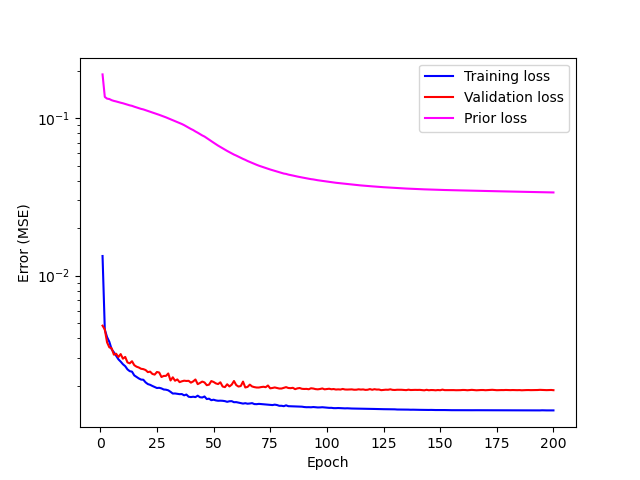 Training loss
Validation loss
Prior loss
10⁻¹
10⁻²
Error (MSE)
0 25 50 75 100 125 150 175 200
Epoch